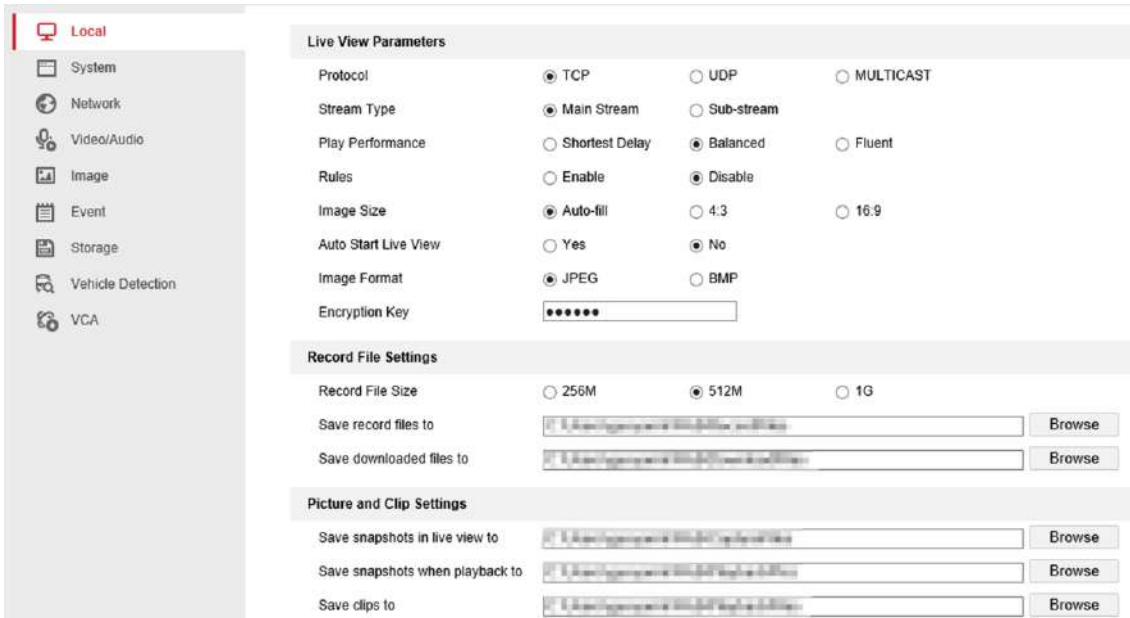 Local
System
Network
Video/Audio
Image
Event
Storage
Vehicle Detection
VCA
Live View Parameters
Protocol TCP UDP MULTICAST
Stream Type Main Stream Sub-stream
Play Performance Shortest Delay Balanced Fluent
Rules Enable Disable
Image Size Auto-fill 4:3 16:9
Auto Start Live View Yes No
Image Format JPEG BMP
Encryption Key ●●●●●●
Record File Settings
Record File Size 256M 512M 1G
Save record files to Browse
Save downloaded files to Browse
Picture and Clip Settings
Save snapshots in live view to Browse
Save snapshots when playback to Browse
Save clips to Browse